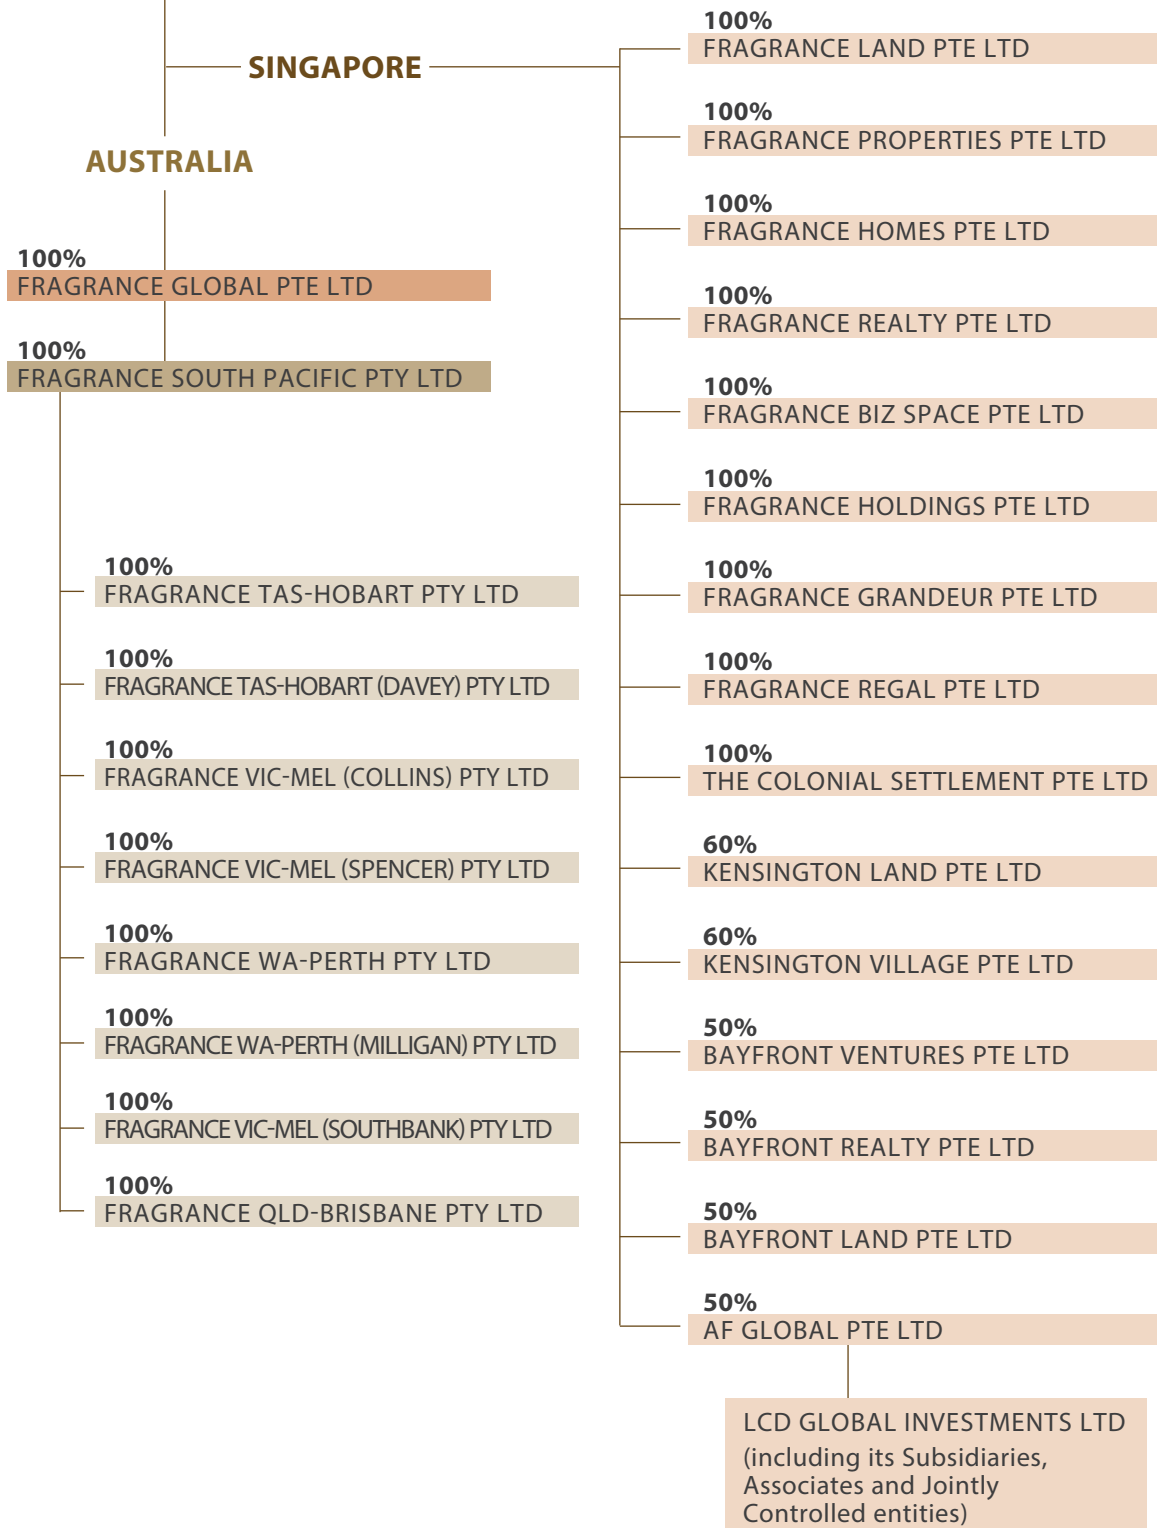 SINGAPORE
AUSTRALIA
100%
FRAGRANCE GLOBAL PTE LTD
100%
FRAGRANCE SOUTH PACIFIC PTY LTD
100%
FRAGRANCE TAS-HOBART PTY LTD
100%
FRAGRANCE TAS-HOBART (DAVEY) PTY LTD
100%
FRAGRANCE VIC-MEL (COLLINS) PTY LTD
100%
FRAGRANCE VIC-MEL (SPENCER) PTY LTD
100%
FRAGRANCE WA-PERTH PTY LTD
100%
FRAGRANCE WA-PERTH (MILLIGAN) PTY LTD
100%
FRAGRANCE VIC-MEL (SOUTHBANK) PTY LTD
100%
FRAGRANCE QLD-BRISBANE PTY LTD
100%
FRAGRANCE LAND PTE LTD
100%
FRAGRANCE PROPERTIES PTE LTD
100%
FRAGRANCE HOMES PTE LTD
100%
FRAGRANCE REALTY PTE LTD
100%
FRAGRANCE BIZ SPACE PTE LTD
100%
FRAGRANCE HOLDINGS PTE LTD
100%
FRAGRANCE GRANDEUR PTE LTD
100%
FRAGRANCE REGAL PTE LTD
100%
THE COLONIAL SETTLEMENT PTE LTD
60%
KENSINGTON LAND PTE LTD
60%
KENSINGTON VILLAGE PTE LTD
50%
BAYFRONT VENTURES PTE LTD
50%
BAYFRONT REALTY PTE LTD
50%
BAYFRONT LAND PTE LTD
50%
AF GLOBAL PTE LTD
LCD GLOBAL INVESTMENTS LTD
(including its Subsidiaries,
Associates and Jointly
Controlled entities)